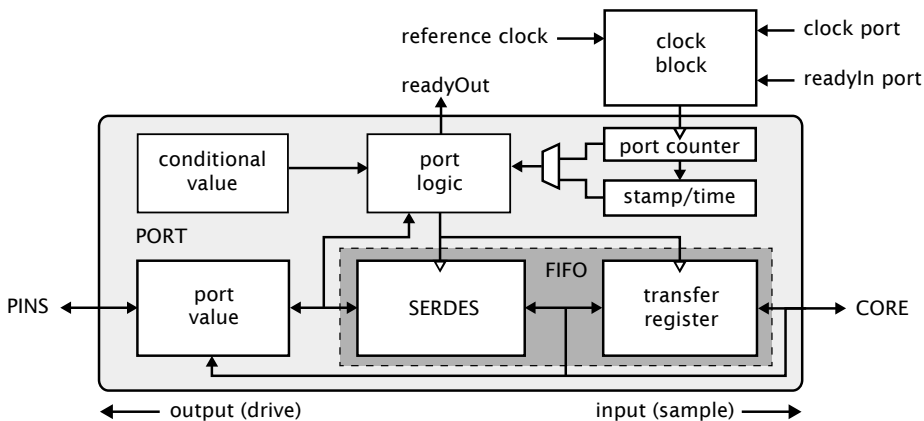 reference clock
clock
block
clock port
readyIn port
readyOut
conditional
value
port
logic
port counter
stamp/time
PORT
FIFO
PINS
port
value
SERDES
transfer
register
CORE
output (drive)
input (sample)